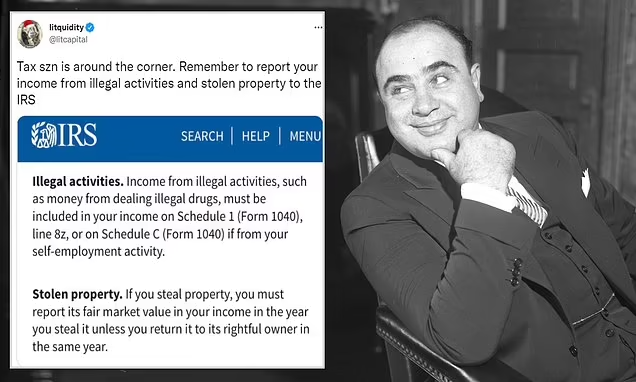 litquidity
@litcapital
...
Tax szn is around the corner. Remember to report your
income from illegal activities and stolen property to the
IRS
IRS
SEARCH | HELP | MENU
Illegal activities. Income from illegal activities, such
as money from dealing illegal drugs, must be
included in your income on Schedule 1 (Form 1040),
line 8z, or on Schedule C (Form 1040) if from your
self-employment activity.
Stolen property. If you steal property, you must
report its fair market value in your income in the year
you steal it unless you return it to its rightful owner in
the same year.